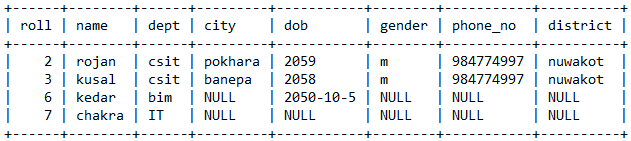 +------+--------+------+---------+-----------+--------+-----------+----------+
| roll | name   | dept | city    | dob       | gender | phone_no  | district |
+------+--------+------+---------+-----------+--------+-----------+----------+
|    2 | rojan  | csit | pokhara | 2059      | m      | 984774997 | nuwakot  |
|    3 | kusal  | csit | banepa  | 2058      | m      | 984774997 | nuwakot  |
|    6 | kedar  | bim  | NULL    | 2050-10-5 | NULL   | NULL      | NULL     |
|    7 | chakra | IT   | NULL    | NULL      | NULL   | NULL      | NULL     |
+------+--------+------+---------+-----------+--------+-----------+----------+